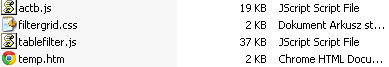 actb.js 19 KB JScript Script File
filtergrid.css 2 KB Dokument Arkusz st...
tablefilter.js 37 KB JScript Script File
temp.htm 2 KB Chrome HTML Docu...